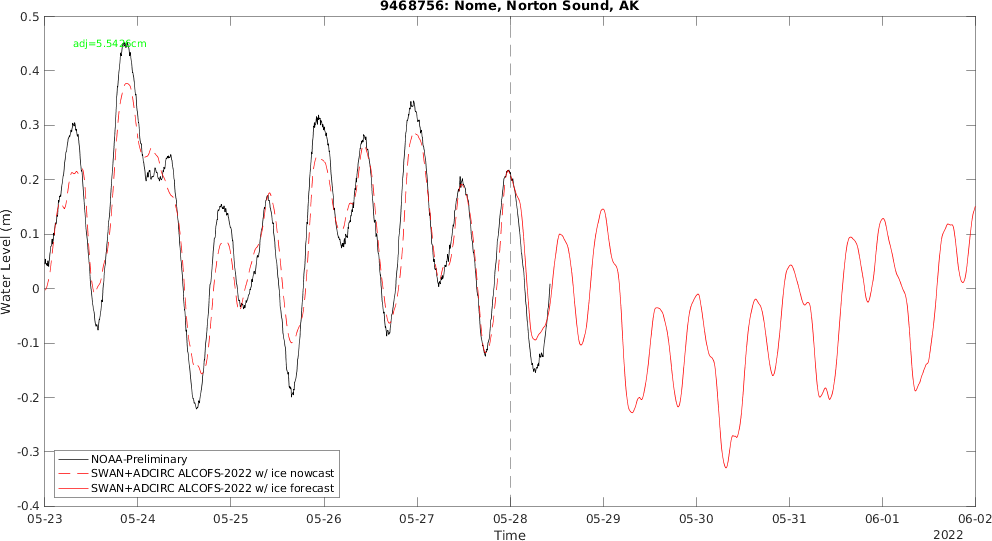 9468756: Nome, Norton Sound, AK
adj=5.5426cm
Water Level (m)
0.5
0.4
0.3
0.2
0.1
0
-0.1
-0.2
-0.3
-0.4
NOAA-Preliminary
SWAN+ADCIRC ALCOFS-2022 w/ ice nowcast
SWAN+ADCIRC ALCOFS-2022 w/ ice forecast
05-23 05-24 05-25 05-26 05-27 05-28 05-29 05-30 05-31 06-01 06-02
Time
2022